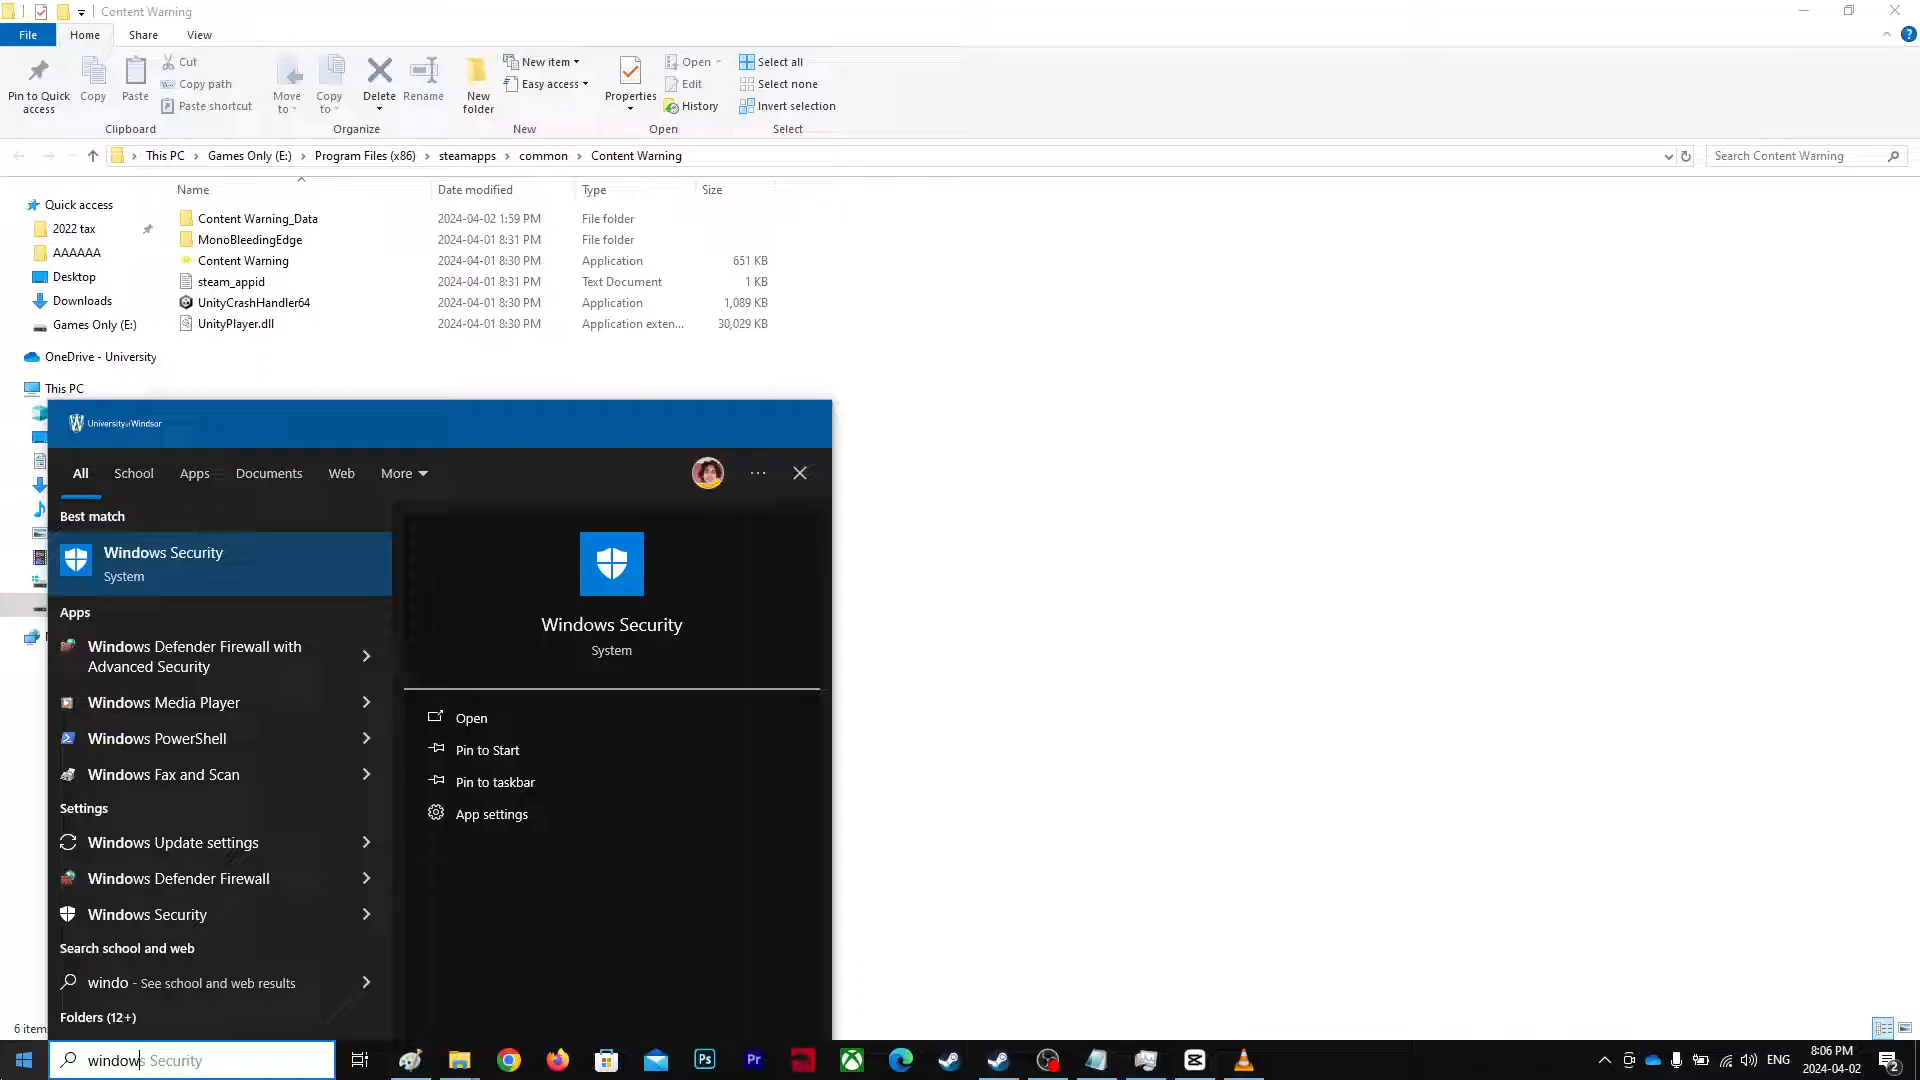 Content Warning
File Home Share View
Pin to Quick access
Copy
Paste
Cut
Copy path
Paste shortcut
Clipboard
Move to
Copy to
Delete
Rename
Organize
New folder
New item
Easy access
New
Properties
Open
Edit
History
Open
Select all
Select none
Invert selection
Select
This PC > Games Only (E:) > Program Files (x86) > steamapps > common > Content Warning
Search Content Warning
Name Date modified Type Size
Content Warning_Data 2024-04-02 1:59 PM File folder
MonoBleedingEdge 2024-04-01 8:31 PM File folder
Content Warning 2024-04-01 8:30 PM Application 651 KB
steam_appid 2024-04-01 8:31 PM Text Document 1 KB
UnityCrashHandler64 2024-04-01 8:30 PM Application 1,089 KB
UnityPlayer.dll 2024-04-01 8:30 PM Application exten... 30,029 KB
Quick access
2022 tax
AAAAAA
Desktop
Downloads
Games Only (E:)
OneDrive - University
This PC
University of Windsor
All School Apps Documents Web More
Best match
Windows Security
System
Apps
Windows Defender Firewall with
Advanced Security
Windows Media Player
Windows PowerShell
Windows Fax and Scan
Settings
Windows Update settings
Windows Defender Firewall
Windows Security
Search school and web
windo - See school and web results
Folders (12+)
Windows Security
System
Open
Pin to Start
Pin to taskbar
App settings
6 item
windows Security
Ps
Pr
ENG
8:06 PM
2024-04-02
2